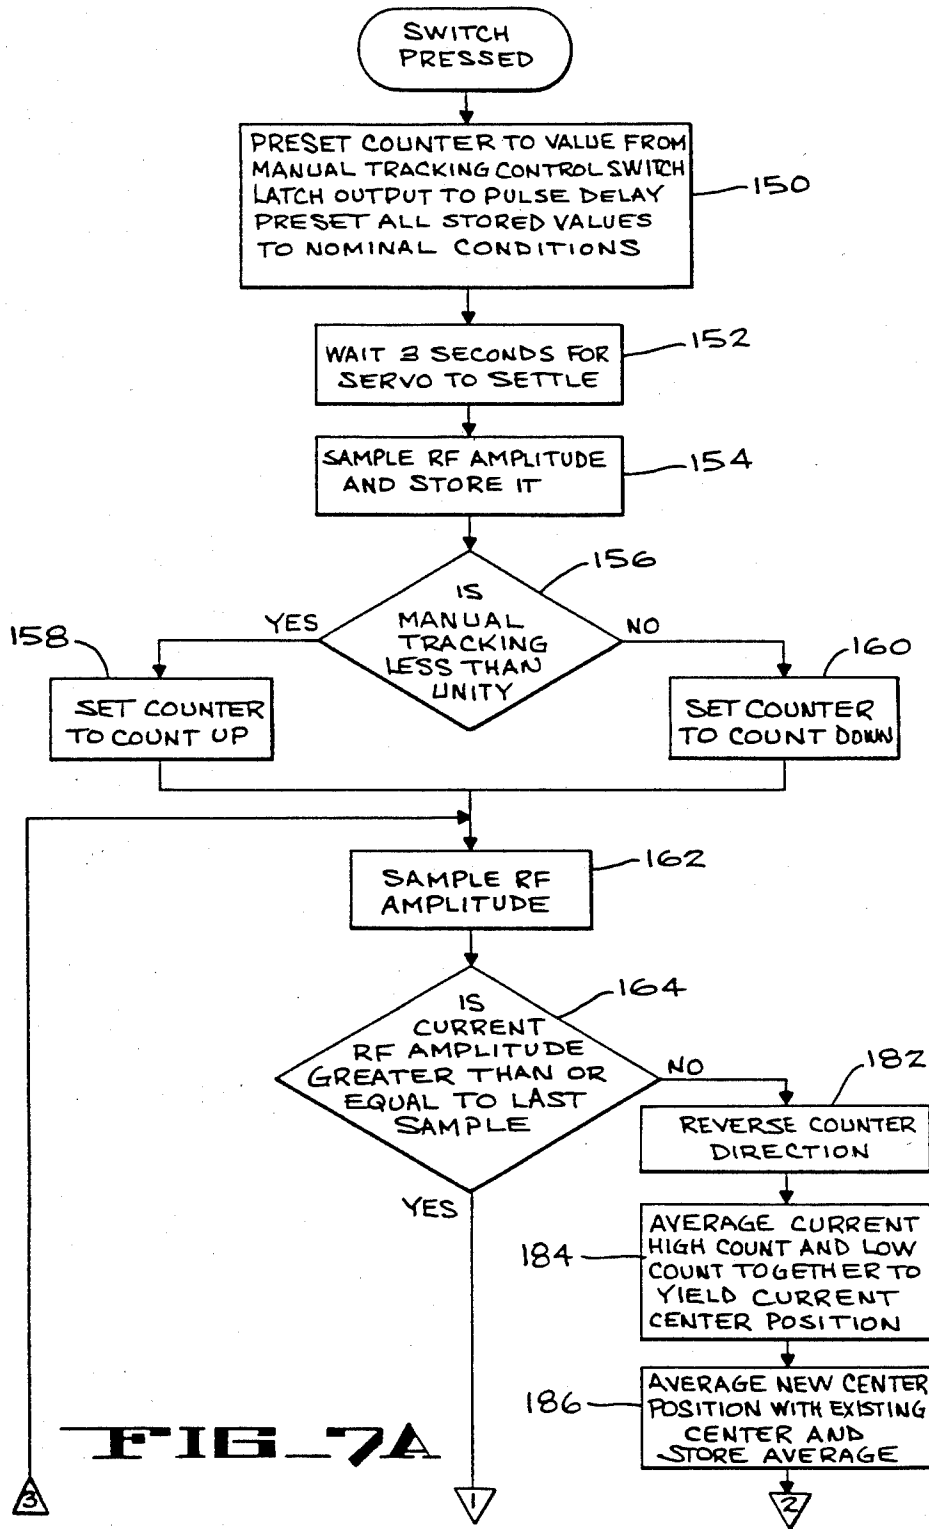 SWITCH
PRESSED
PRESET COUNTER TO VALUE FROM
MANUAL TRACKING CONTROL SWITCH
LATCH OUTPUT TO PULSE DELAY
PRESET ALL STORED VALUES
TO NOMINAL CONDITIONS
150
WAIT 3 SECONDS FOR
SERVO TO SETTLE
152
SAMPLE RF AMPLITUDE
AND STORE IT
154
IS
MANUAL
TRACKING
LESS THAN
UNITY
156
YES
NO
158
SET COUNTER
TO COUNT UP
160
SET COUNTER
TO COUNT DOWN
SAMPLE RF
AMPLITUDE
162
IS
CURRENT
RF AMPLITUDE
GREATER THAN OR
EQUAL TO LAST
SAMPLE
164
NO
YES
182
REVERSE COUNTER
DIRECTION
184
AVERAGE CURRENT
HIGH COUNT AND LOW
COUNT TOGETHER TO
YIELD CURRENT
CENTER POSITION
186
AVERAGE NEW CENTER
POSITION WITH EXISTING
CENTER AND
STORE AVERAGE
FIG_7A
3
1
2